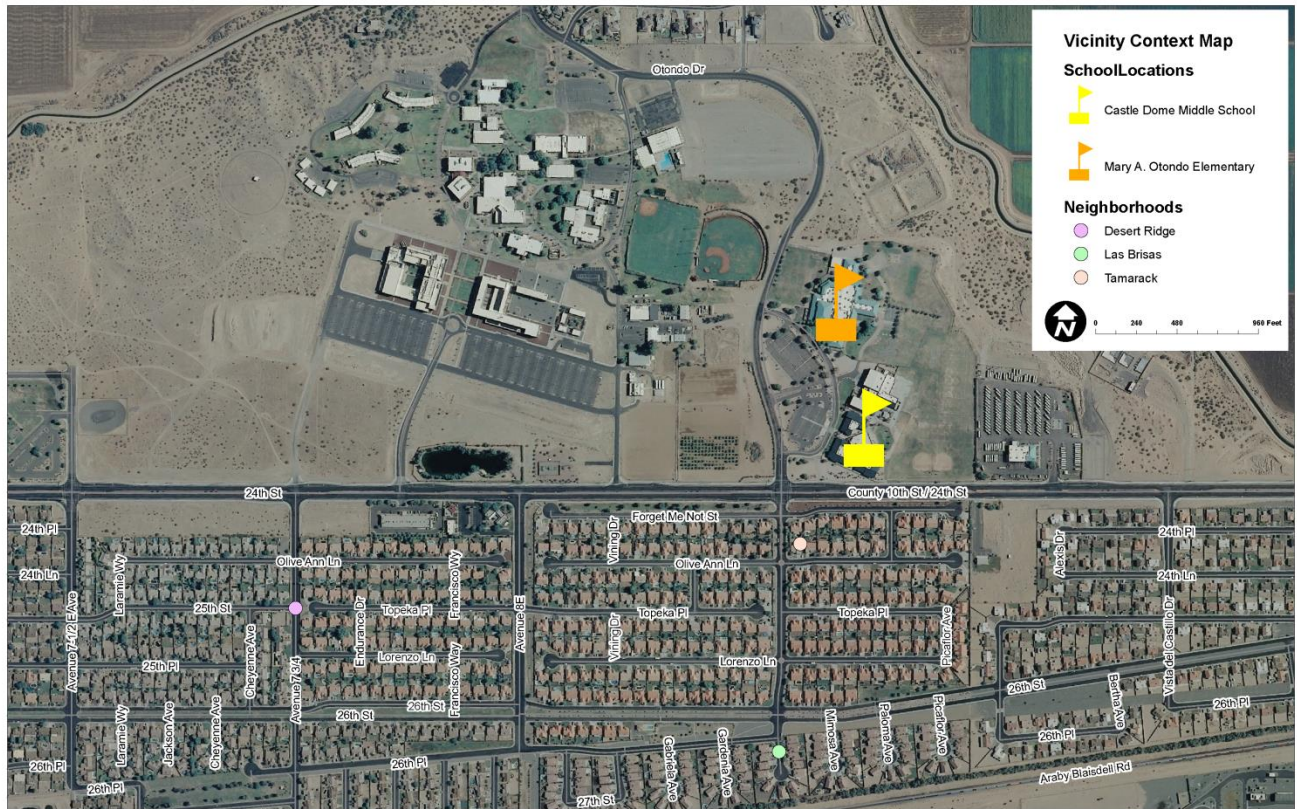 Vicinity Context Map
SchoolLocations
Castle Dome Middle School
Mary A. Otondo Elementary
Neighborhoods
Desert Ridge
Las Brisas
Tamarack
N
0 240 480 960 Feet
Otondo Dr
24th St
County 10th St / 24th St
Forget Me Not St
24th Pl
24th Pl
Vining Dr
Alexis Dr
Olive Ann Ln
Olive Ann Ln
24th Ln
24th Ln
Laramie Wy
Francisco Wy
25th St
Topeka Pl
Topeka Pl
Topeka Pl
Endurance Dr
Avenue 8E
Vining Dr
Picaflor Ave
Vista del Castillo Dr
Avenue 7-1/2 E/Ave
Cheyenne Ave
Avenue 7 3/4
25th Pl
Lorenzo Ln
Lorenzo Ln
Francisco Way
26th St
26th St
26th St
Laramie Wy
Jackson Ave
Cheyenne Ave
Mimosa Ave
Paloma Ave
Picaflor Ave
Bertha Ave
26th Pl
26th Pl
26th Pl
26th Pl
26th Pl
Gardenia Ave
Araby Blaisdell Rd
27th St